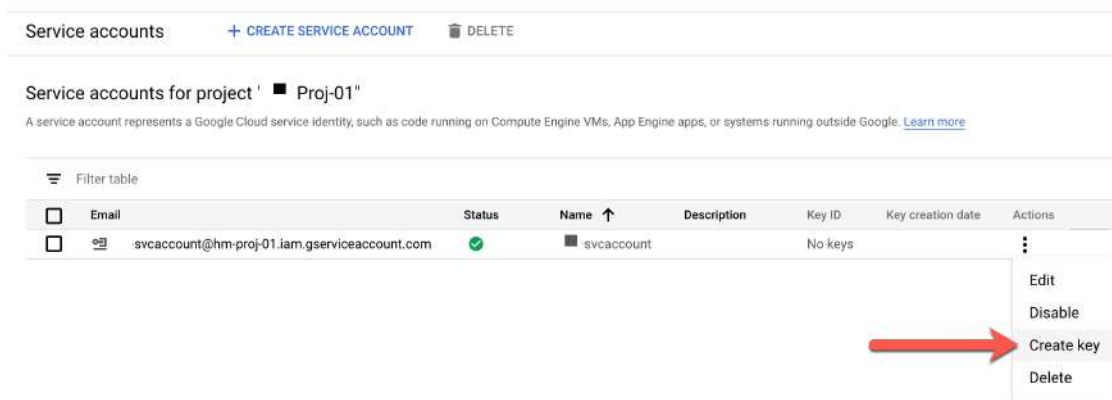 Service accounts + CREATE SERVICE ACCOUNT DELETE
Service accounts for project ' Proj-01"
A service account represents a Google Cloud service identity, such as code running on Compute Engine VMs, App Engine apps, or systems running outside Google. Learn more
Filter table
Email Status Name Description Key ID Key creation date Actions
svcaccount@hm-proj-01.iam.gserviceaccount.com svcaccount No keys
Edit
Disable
Create key
Delete